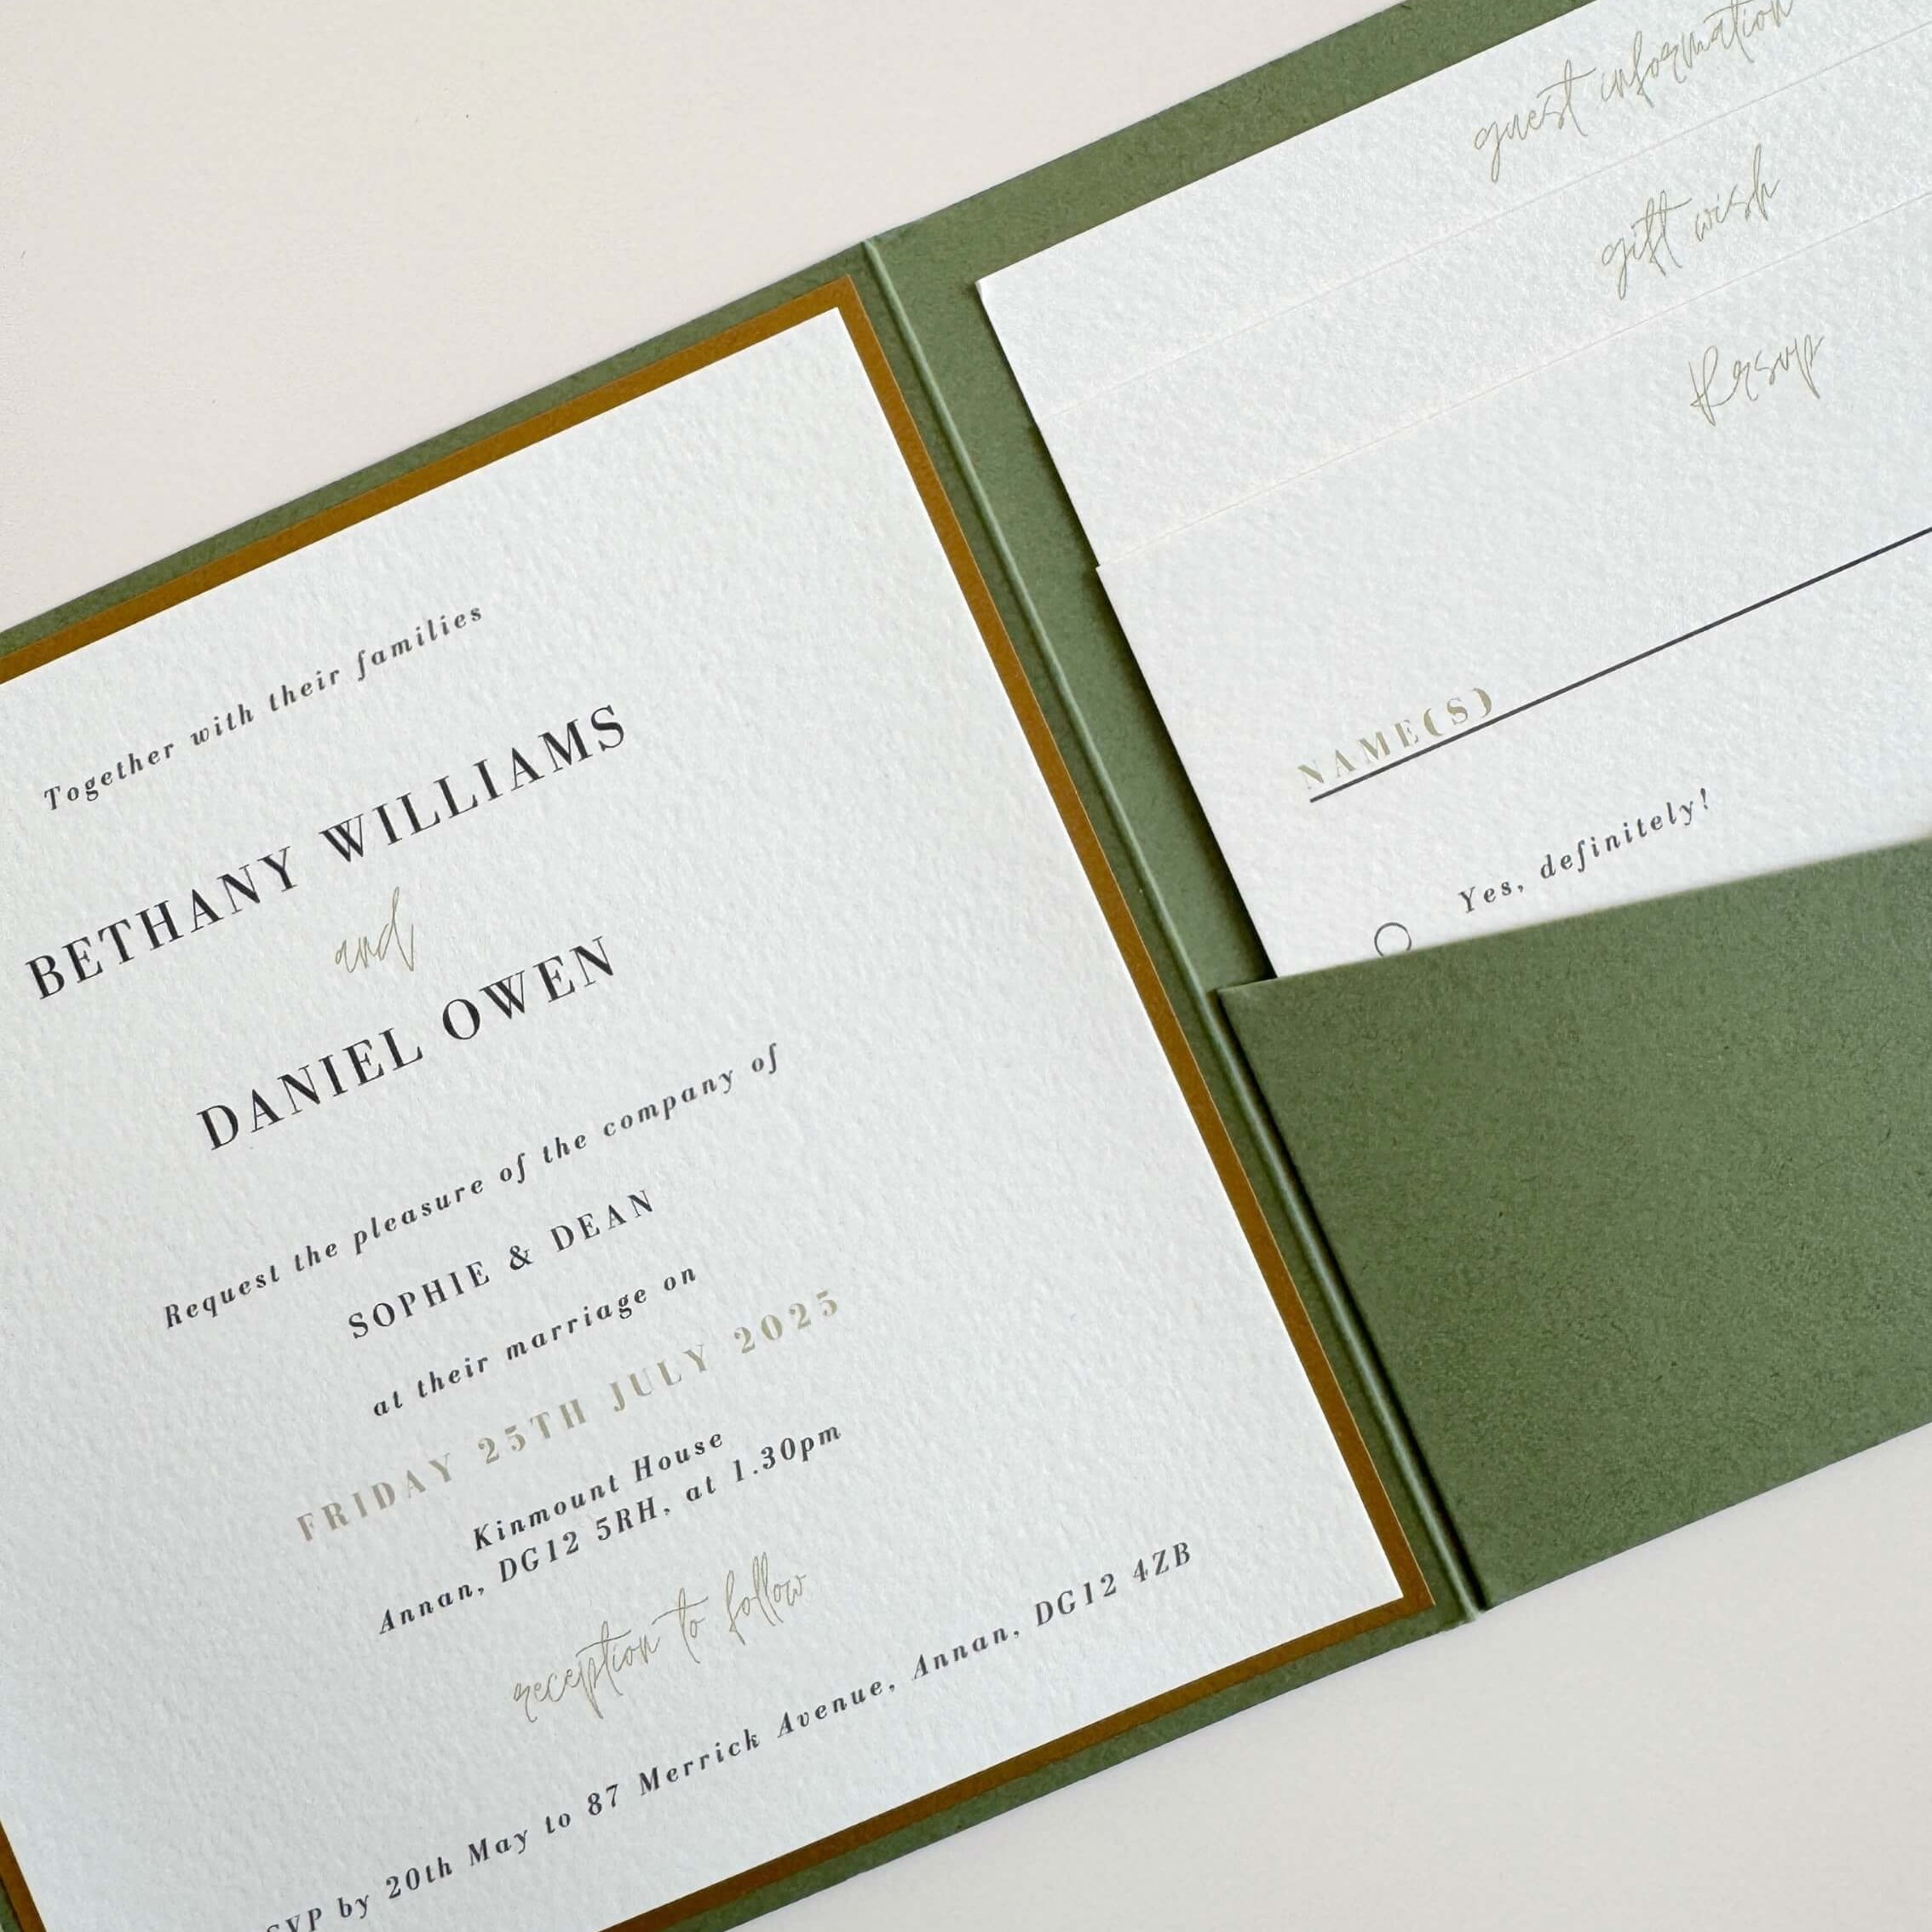 Together with their families
BETHANY WILLIAMS
and
DANIEL OWEN
Request the pleasure of the company of
SOPHIE & DEAN
at their marriage on
FRIDAY 25TH JULY 2025
Kinmount House
Annan, DG12 5RH, at 1.30pm
reception to follow
SVP by 20th May to 87 Merrick Avenue, Annan, DG12 4ZB
guest information
gift wish
Rsvp
NAME(S)
Yes, definitely!